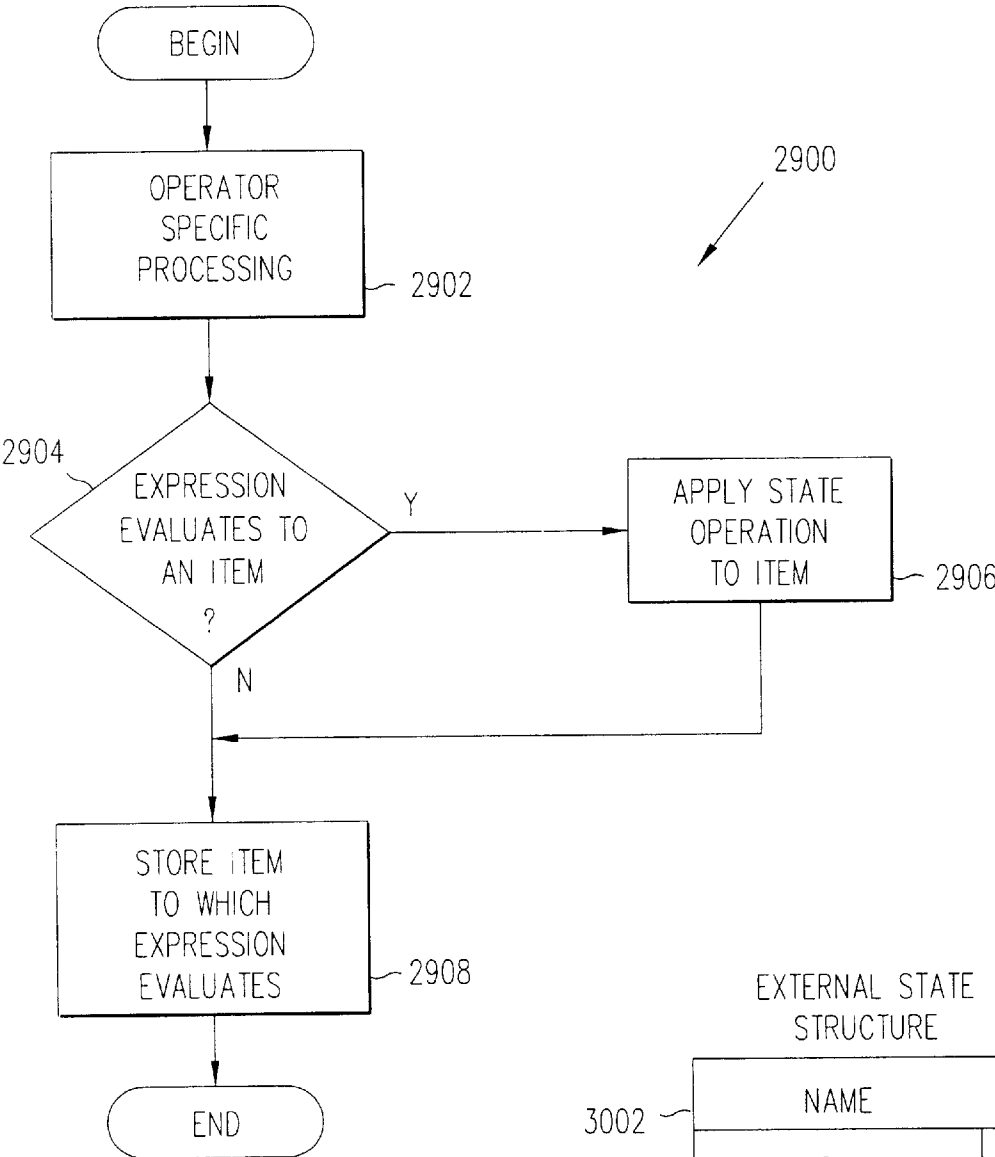 BEGIN
OPERATOR
SPECIFIC
PROCESSING
2902
2900
2904
EXPRESSION
EVALUATES TO
AN ITEM
?
Y
N
APPLY STATE
OPERATION
TO ITEM
2906
STORE ITEM
TO WHICH
EXPRESSION
EVALUATES
2908
END
EXTERNAL STATE
STRUCTURE
3002
NAME